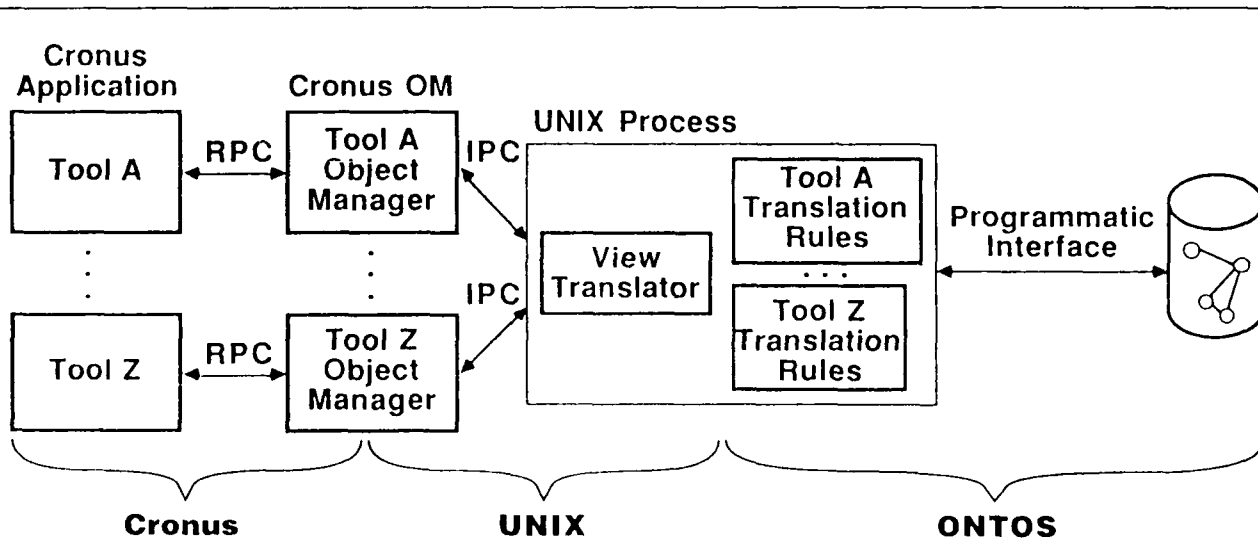 Cronus
Application
Cronus OM
UNIX Process
Tool A
RPC
Tool A
Object
Manager
IPC
View
Translator
Tool A
Translation
Rules
. . .
Programmatic
Interface
IPC
Tool Z
RPC
Tool Z
Object
Manager
Tool Z
Translation
Rules
Cronus
UNIX
ONTOS